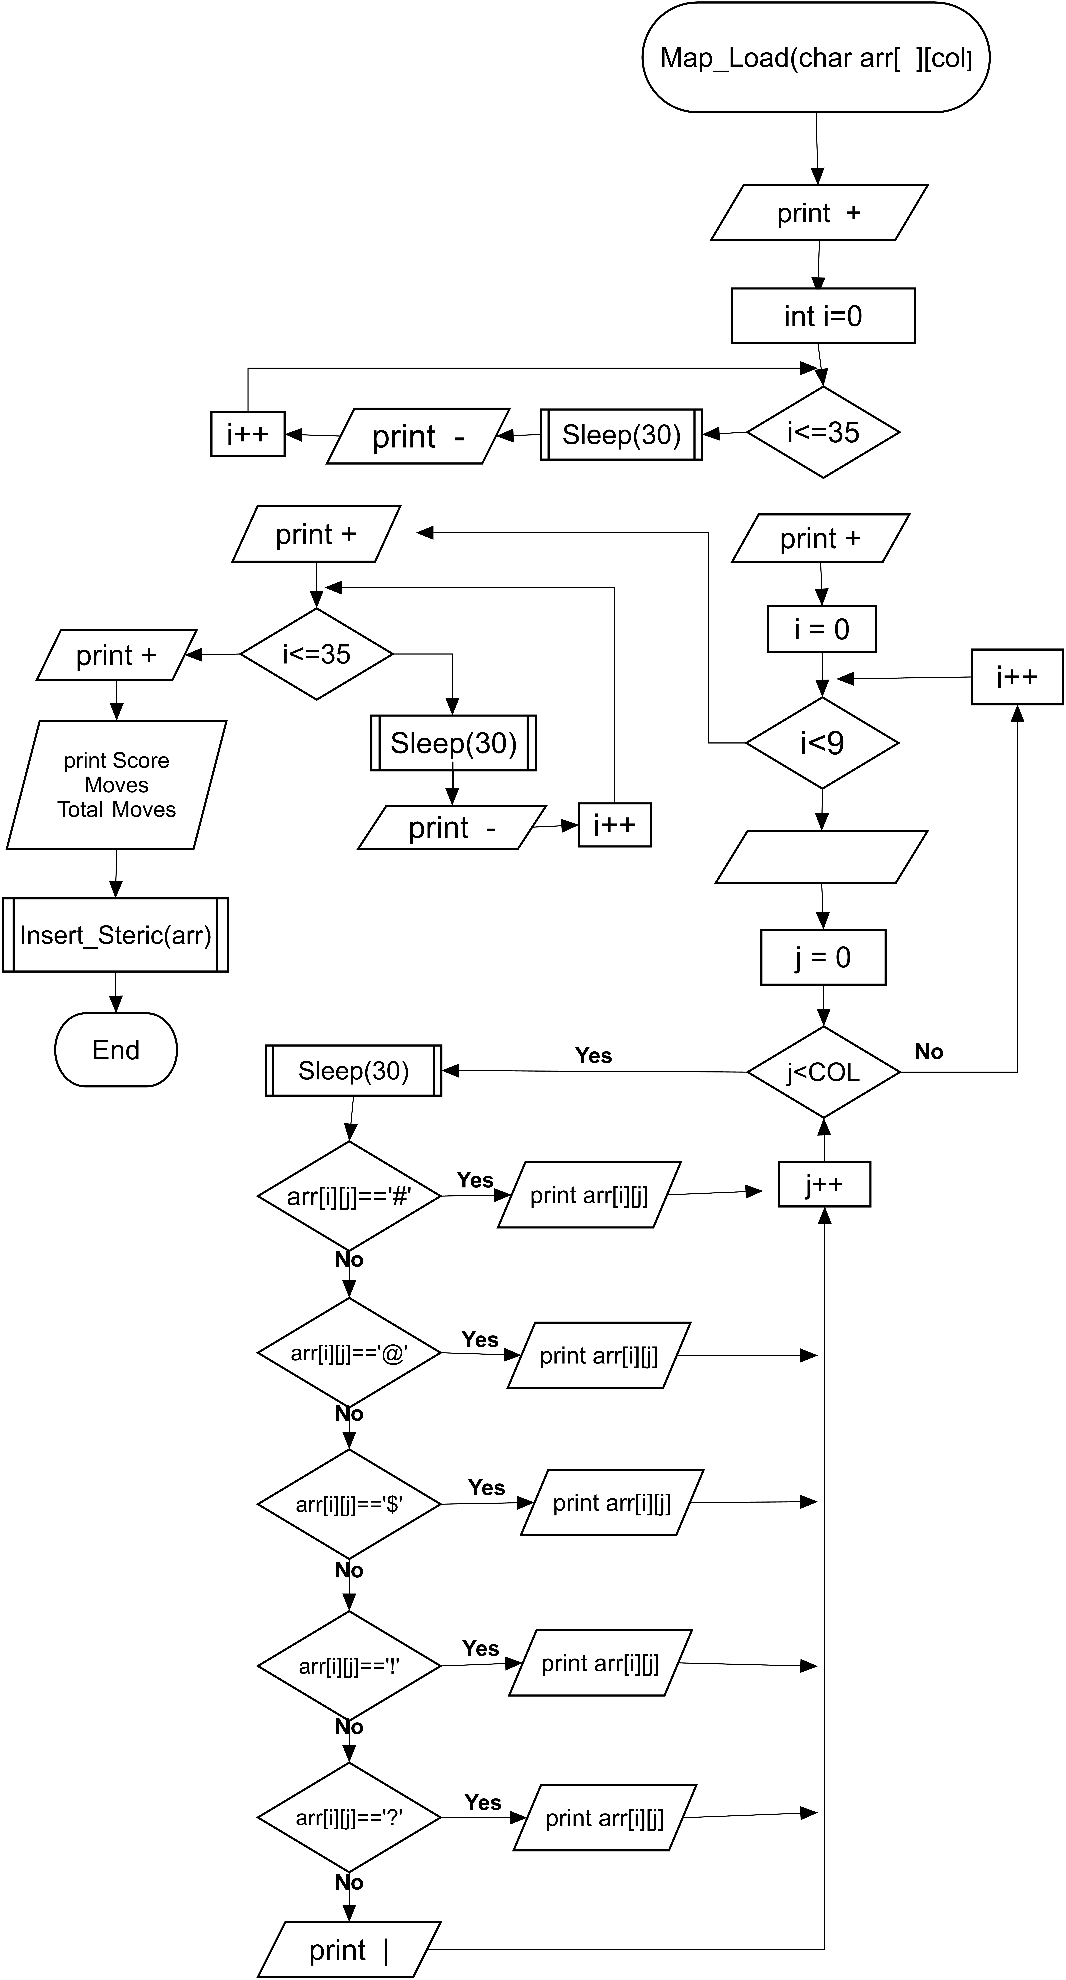 Map_Load(char arr[  ][col]
print  +
int i=0
i<=35
Sleep(30)
print  -
i++
print +
i = 0
i<9
i++
j = 0
j<COL
Yes
No
j++
print +
i<=35
Sleep(30)
print  -
i++
print +
print Score
Moves
Total Moves
Insert_Steric(arr)
End
Sleep(30)
arr[i][j]=='#'
Yes
print arr[i][j]
No
arr[i][j]=='@'
Yes
print arr[i][j]
No
arr[i][j]=='$'
Yes
print arr[i][j]
No
arr[i][j]=='!'
Yes
print arr[i][j]
No
arr[i][j]=='?'
Yes
print arr[i][j]
No
print  |